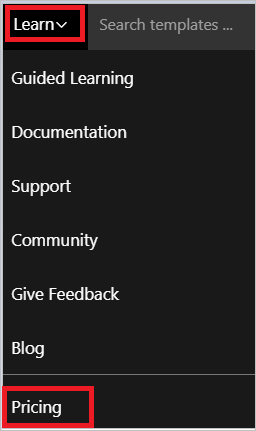 Learn Search templates ...
Guided Learning
Documentation
Support
Community
Give Feedback
Blog
Pricing